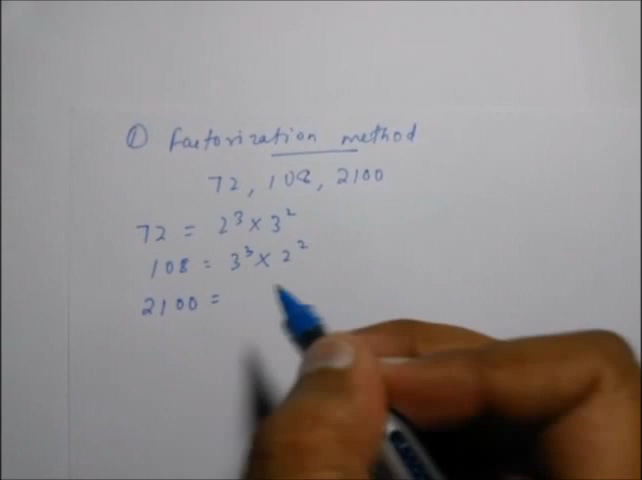 ① Factorization method
72, 108, 2100
72 = 2³ × 3²
108 = 3³ × 2²
2100 =